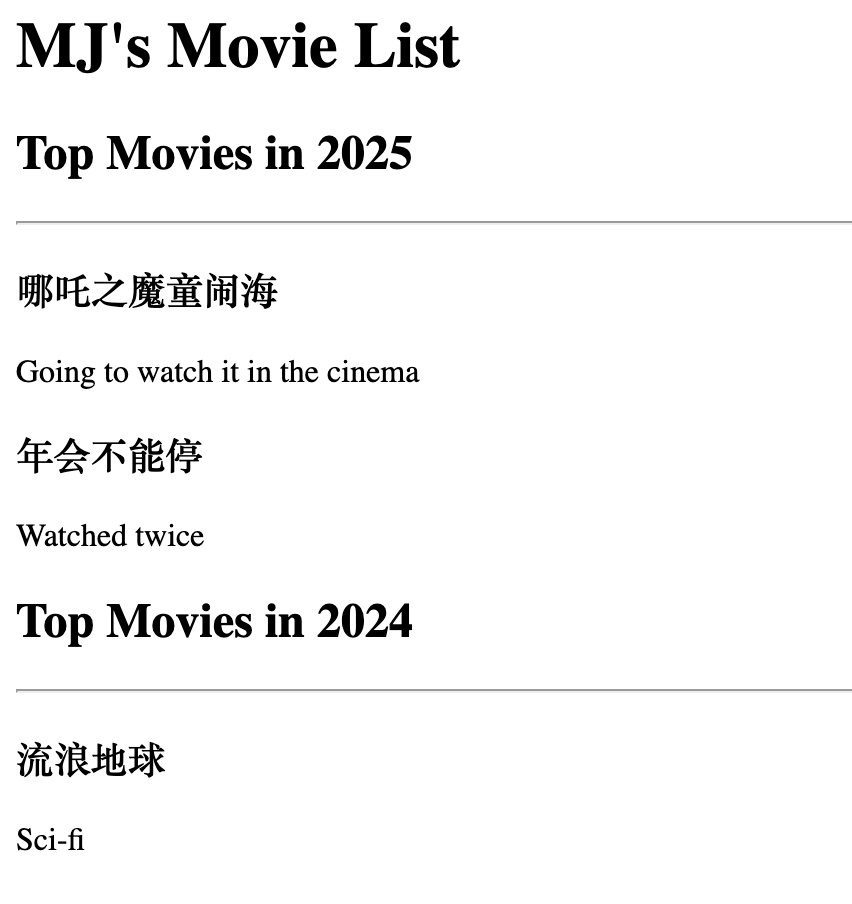 MJ's Movie List
Top Movies in 2025
哪吒之魔童闹海
Going to watch it in the cinema
年会不能停
Watched twice
Top Movies in 2024
流浪地球
Sci-fi